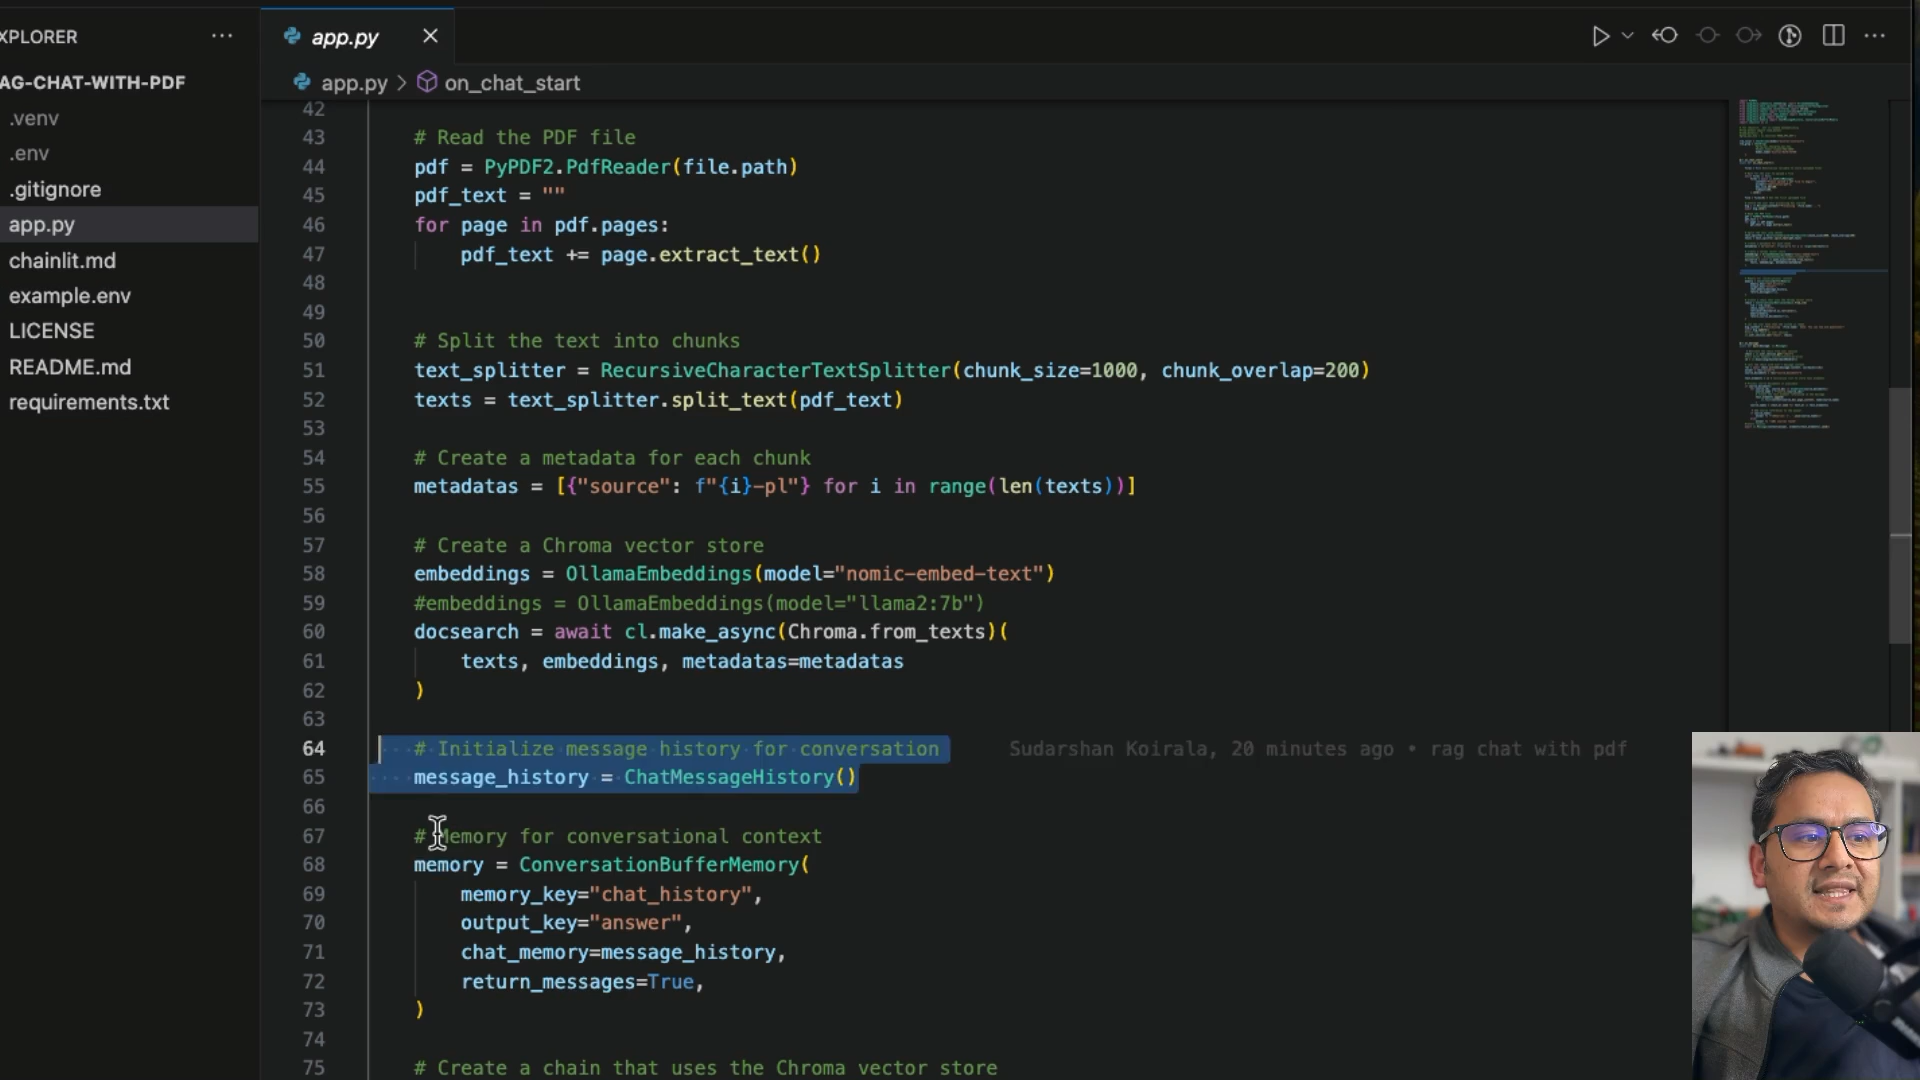 XPLORER
app.py
app.py > on_chat_start
AG-CHAT-WITH-PDF
.venv
.env
.gitignore
app.py
chainlit.md
example.env
LICENSE
README.md
requirements.txt
42
43 # Read the PDF file
44 pdf = PyPDF2.PdfReader(file.path)
45 pdf_text = ""
46 for page in pdf.pages:
47 pdf_text += page.extract_text()
48
49
50 # Split the text into chunks
51 text_splitter = RecursiveCharacterTextSplitter(chunk_size=1000, chunk_overlap=200)
52 texts = text_splitter.split_text(pdf_text)
53
54 # Create a metadata for each chunk
55 metadatas = [{"source": f"{i}-pl"} for i in range(len(texts))]
56
57 # Create a Chroma vector store
58 embeddings = OllamaEmbeddings(model="nomic-embed-text")
59 #embeddings = OllamaEmbeddings(model="llama2:7b")
60 docsearch = await cl.make_async(Chroma.from_texts)(
61 texts, embeddings, metadatas=metadatas
62 )
63
64 # Initialize message history for conversation Sudarshan Koirala, 20 minutes ago • rag chat with pdf
65 message_history = ChatMessageHistory()
66
67 # Memory for conversational context
68 memory = ConversationBufferMemory(
69 memory_key="chat_history",
70 output_key="answer",
71 chat_memory=message_history,
72 return_messages=True,
73 )
74
75 # Create a chain that uses the Chroma vector store